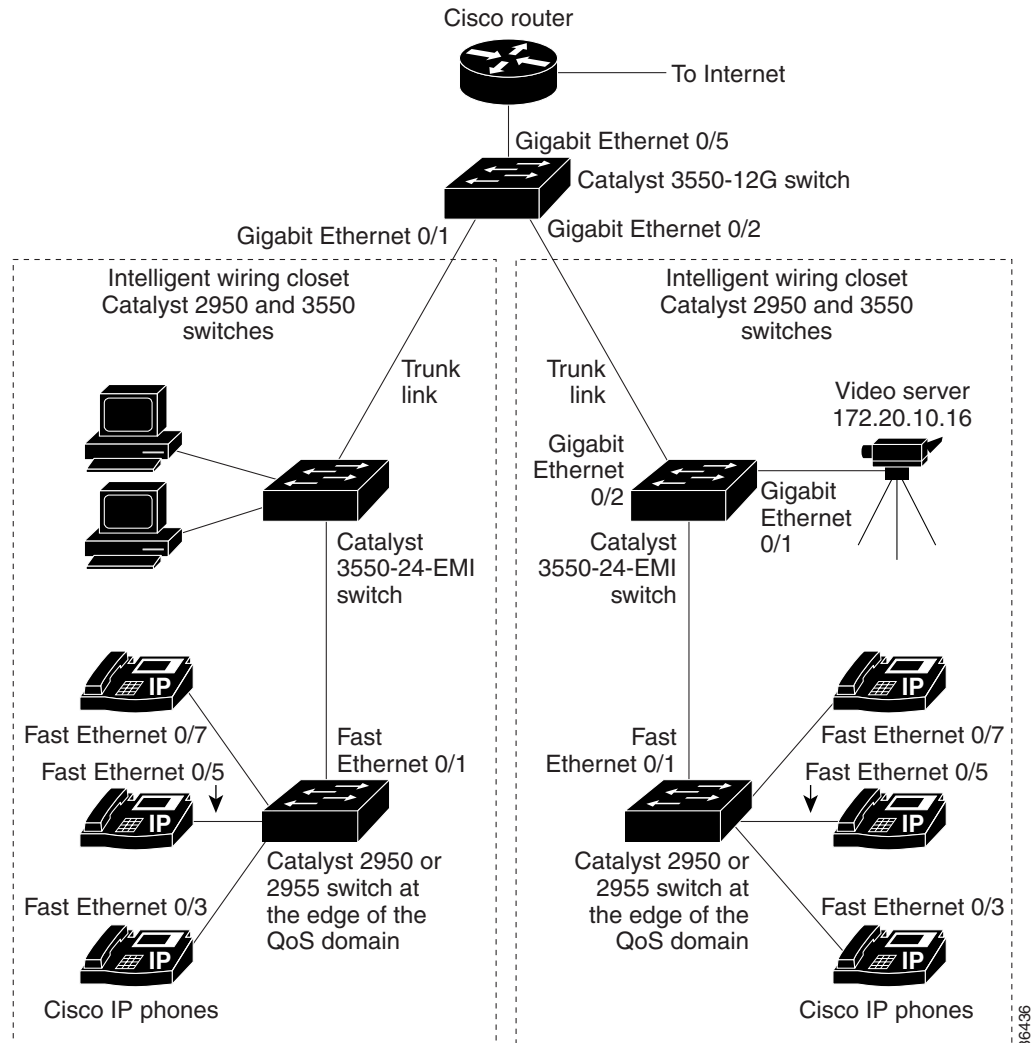 Cisco router
To Internet
Gigabit Ethernet 0/5
Catalyst 3550-12G switch
Gigabit Ethernet 0/1
Gigabit Ethernet 0/2
Intelligent wiring closet
Catalyst 2950 and 3550
switches
Trunk
link
Catalyst
3550-24-EMI
switch
IP
Fast Ethernet 0/7
Fast Ethernet 0/5
IP
Fast
Ethernet 0/1
Catalyst 2950 or
2955 switch at
the edge of the
QoS domain
Fast Ethernet 0/3
IP
Cisco IP phones
Intelligent wiring closet
Catalyst 2950 and 3550
switches
Trunk
link
Video server
172.20.10.16
Gigabit
Ethernet
0/2
Gigabit
Ethernet
0/1
Catalyst
3550-24-EMI
switch
IP
Fast Ethernet 0/7
Fast Ethernet 0/5
IP
Fast
Ethernet 0/1
Catalyst 2950 or
2955 switch at
the edge of the
QoS domain
Fast Ethernet 0/3
IP
Cisco IP phones